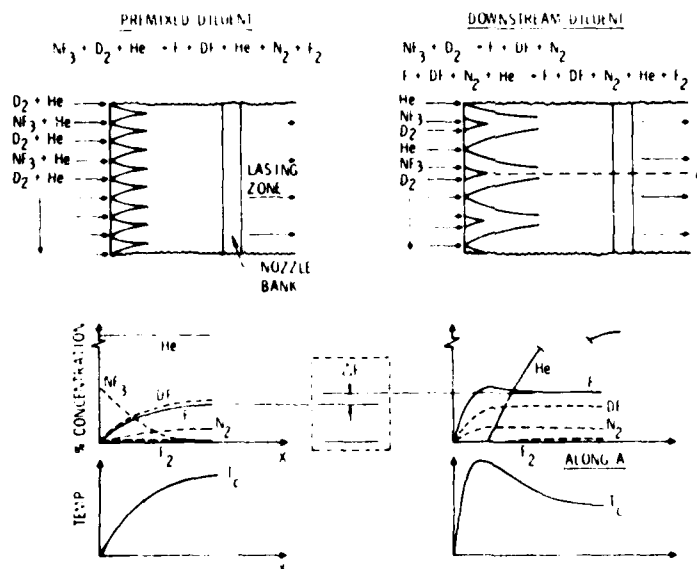 PREMIXED DILUENT
NF3 + D2 + He → F + DF + He + N2 + F2
D2 + He
NF3 + He
D2 + He
NF3 + He
D2 + He
LASING ZONE
NOZZLE BANK
DOWNSTREAM DILUENT
NF3 + D2 → F + DF + N2
F + DF + N2 + He → F + DF + N2 + He + F2
He
NF3
D2
He
NF3
D2
% CONCENTRATION
He
NF3
DF
F
N2
F2
x
ΔF
He
F
DF
N2
F2
ALONG A
TEMP
Tc
x
Tc